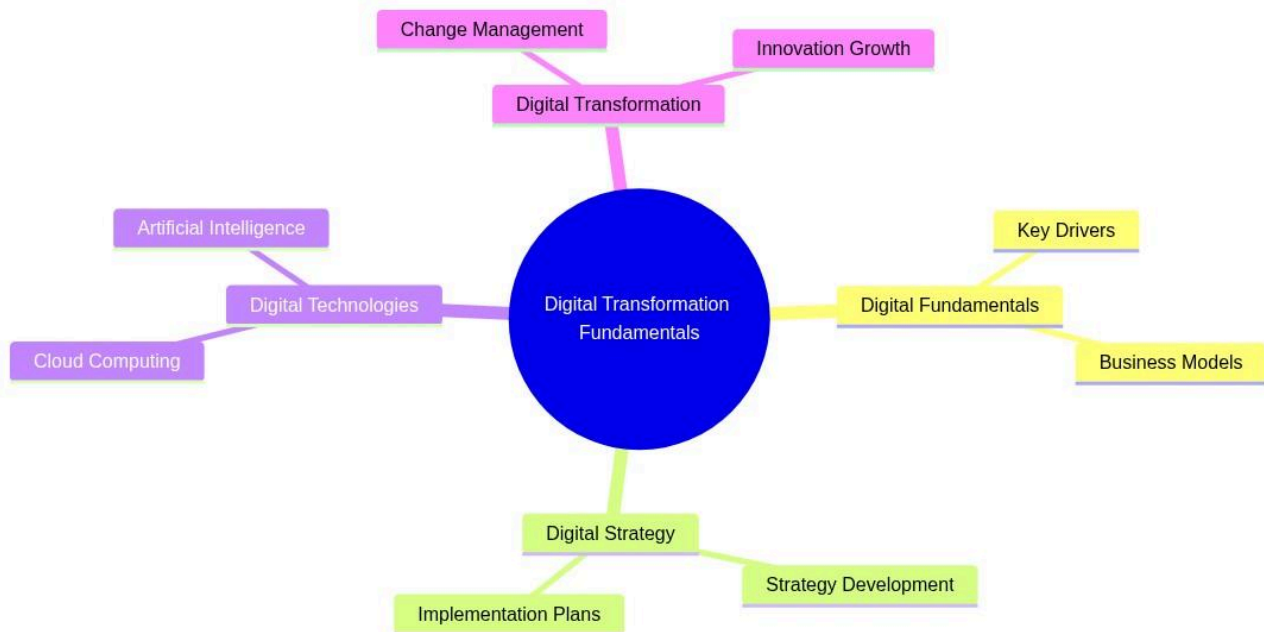 Change Management
Innovation Growth
Digital Transformation
Artificial Intelligence
Key Drivers
Digital Technologies
Digital Transformation
Fundamentals
Digital Fundamentals
Cloud Computing
Business Models
Digital Strategy
Strategy Development
Implementation Plans